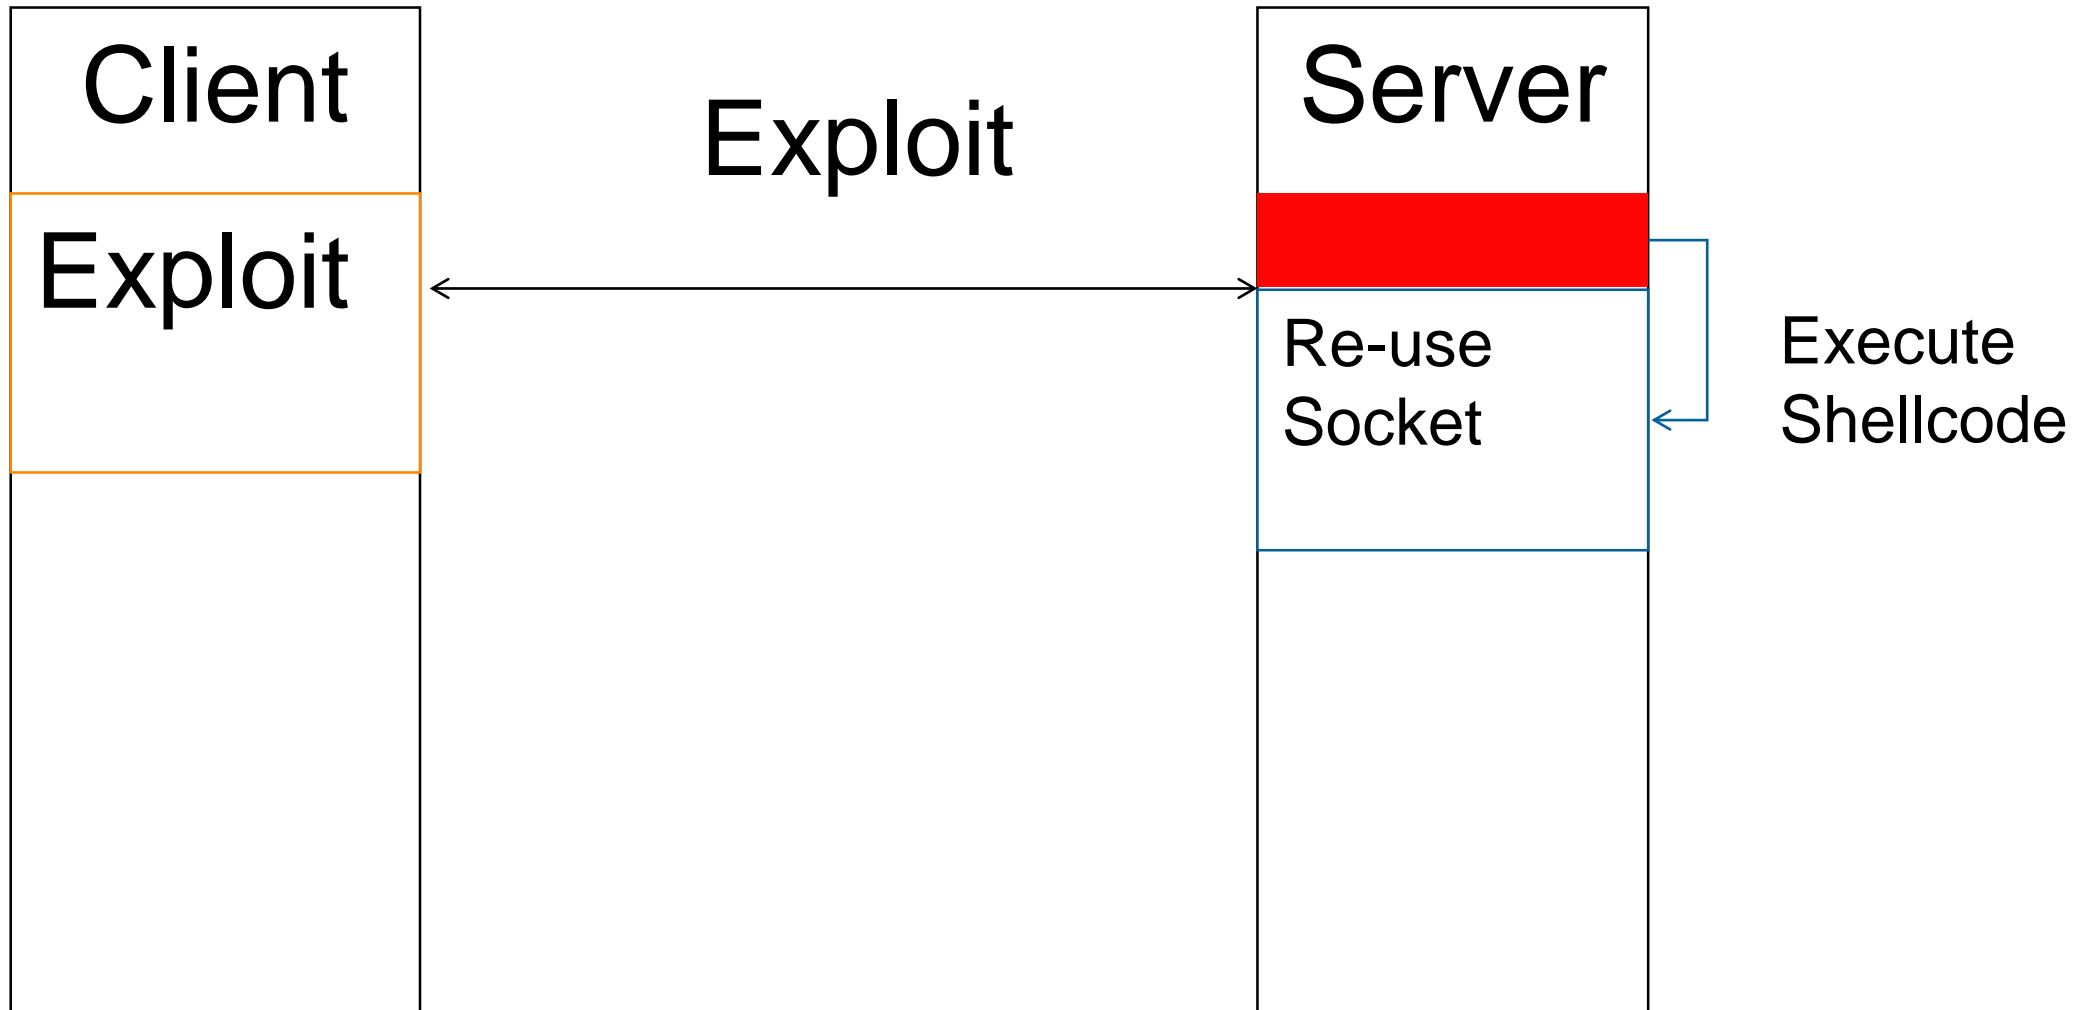 Client
Exploit
Server
Exploit
Re-use
Socket
Execute
Shellcode